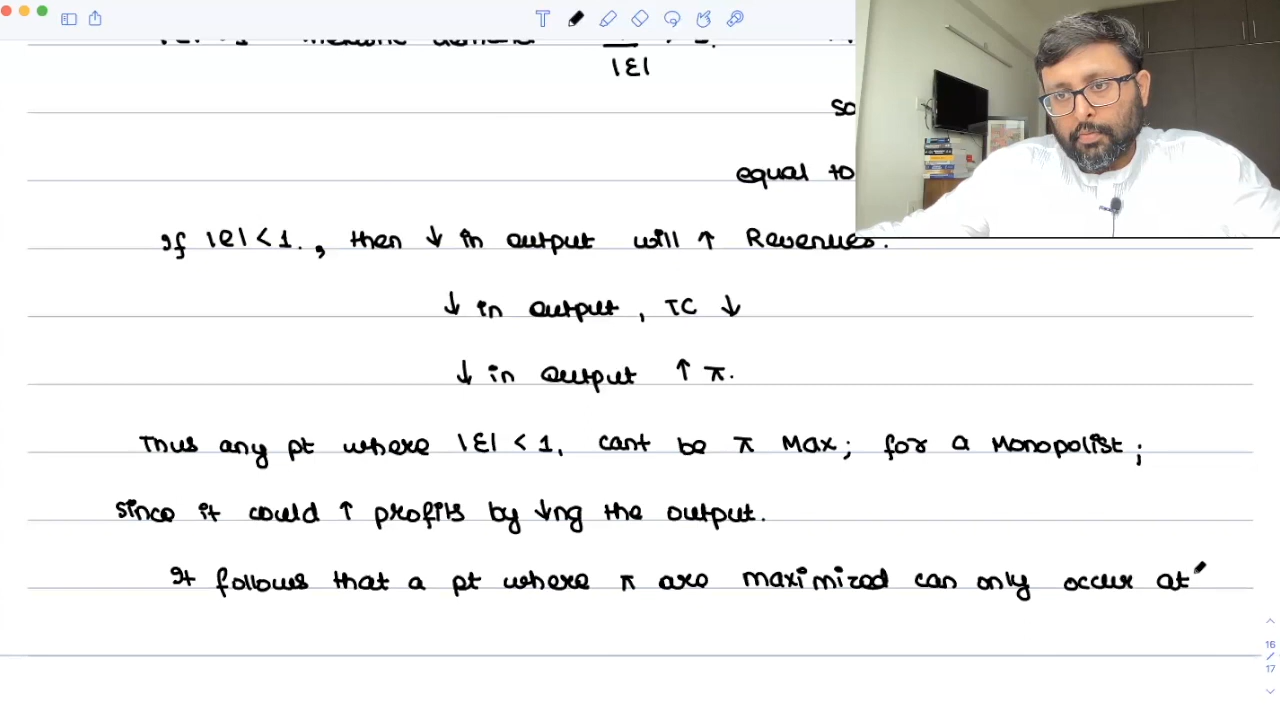 |ε|
so
equal to
If |e| < 1., then ↓ in output will ↑ Revenues.
↓ in output, TC ↓
↓ in output ↑ π.
Thus any pt where |ε| < 1, cant be π Max; for a Monopolist;
since it could ↑ profits by ↓ng the output.
It follows that a pt where π are maximized can only occur at
16
/
17